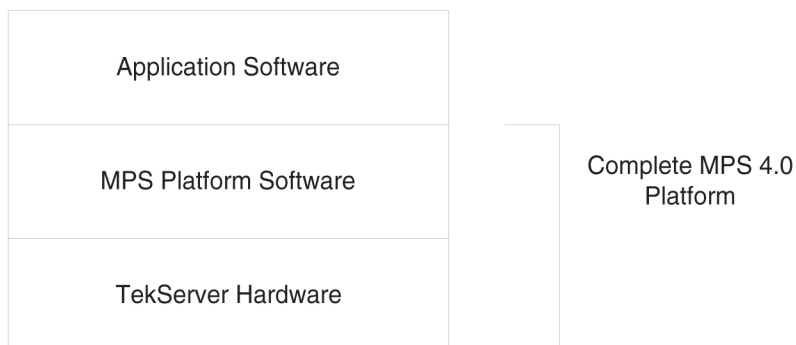 Application Software
MPS Platform Software
Complete MPS 4.0
Platform
TekServer Hardware